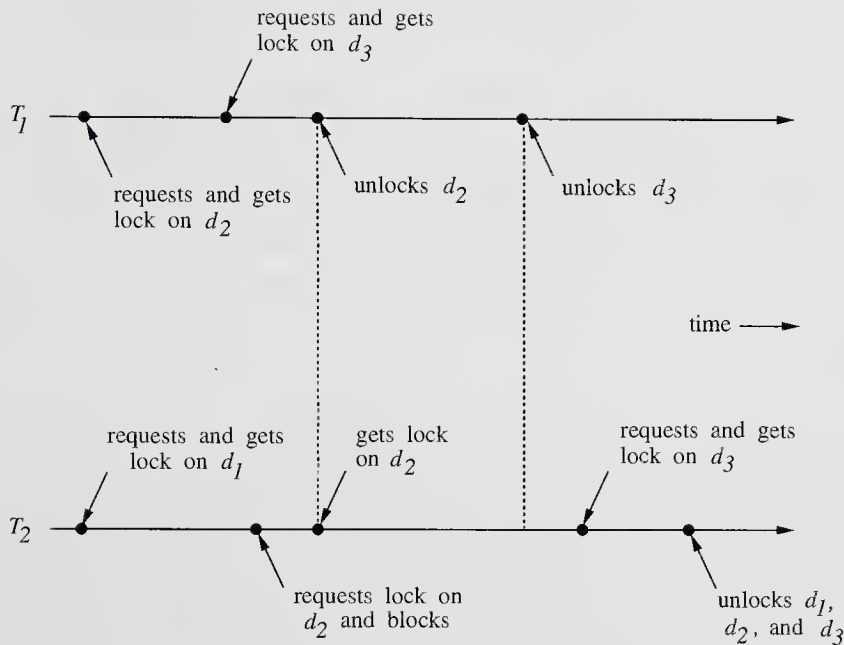 requests and gets
lock on d3
T1
requests and gets
lock on d2
unlocks d2
unlocks d3
time
requests and gets
lock on d1
gets lock
on d2
requests and gets
lock on d3
T2
requests lock on
d2 and blocks
unlocks d1,
d2, and d3